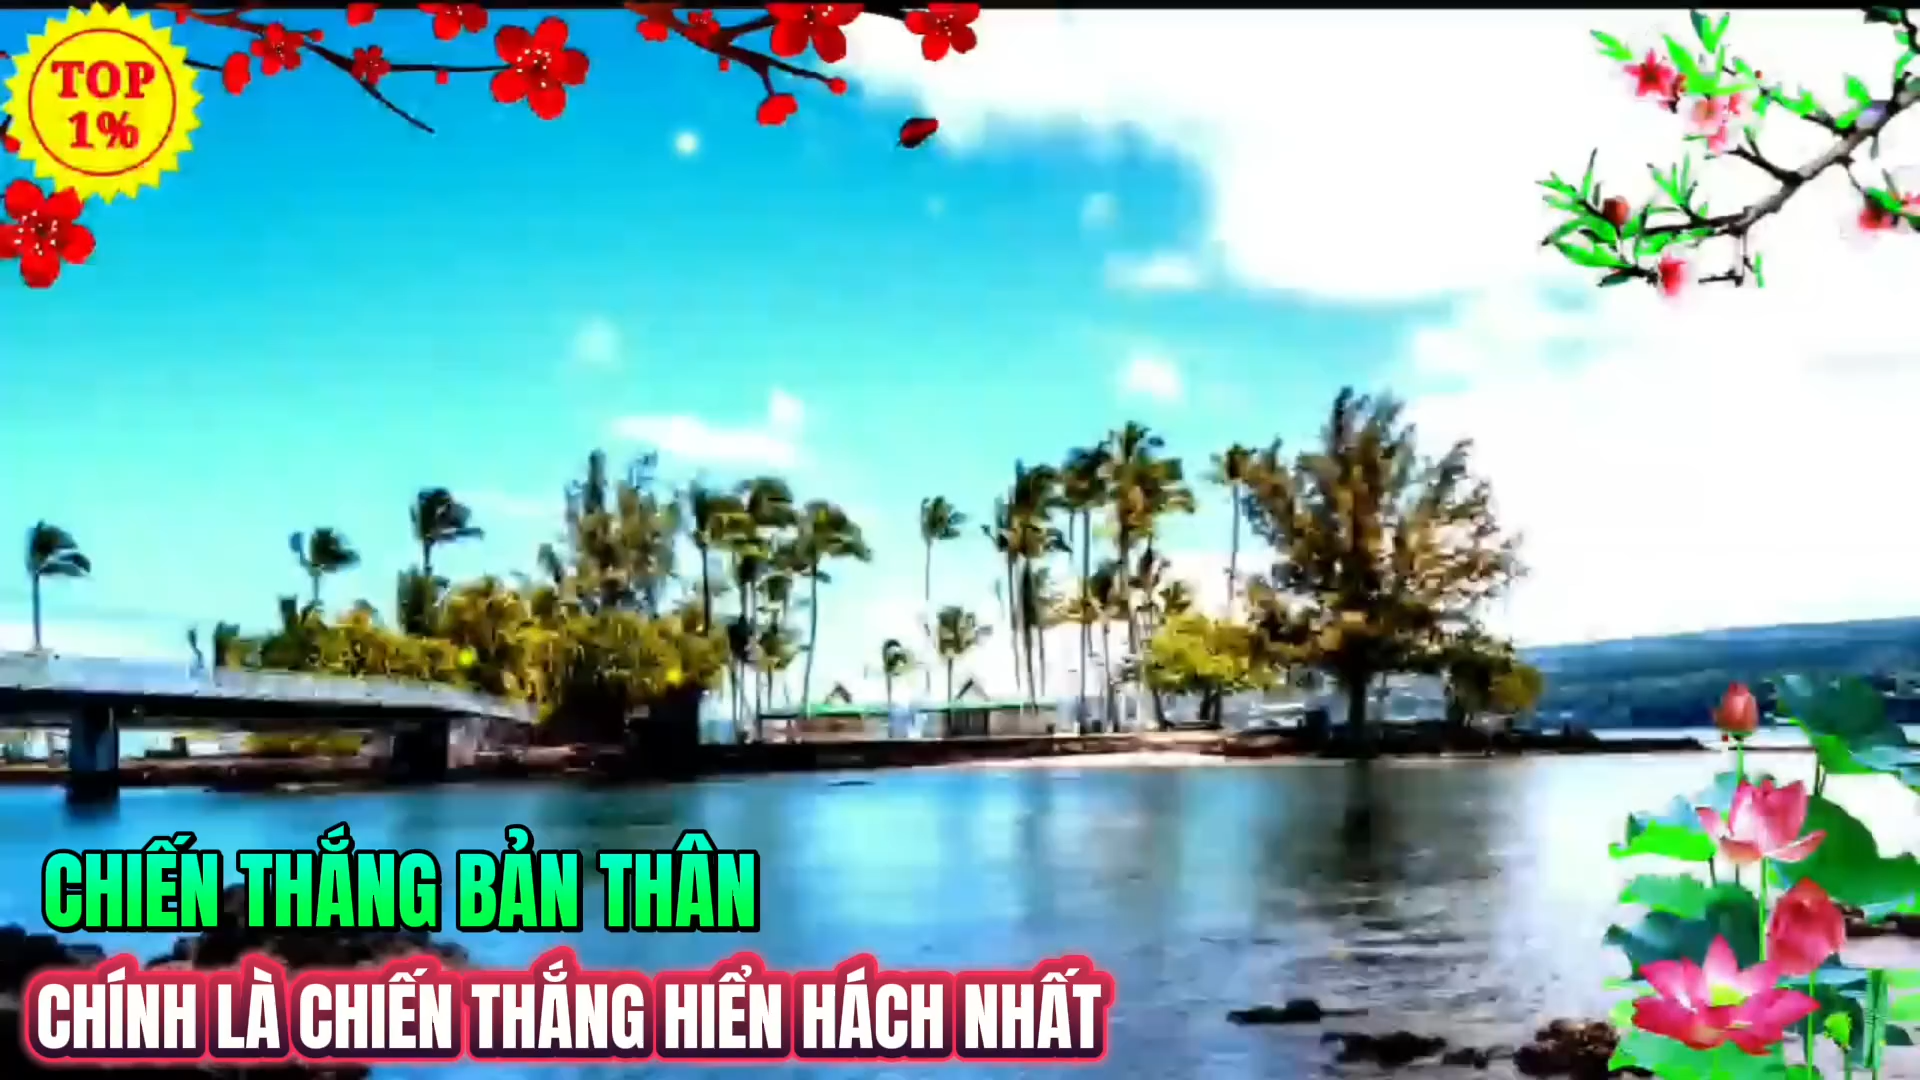 TOP
1%
CHIẾN THẮNG BẢN THÂN
CHÍNH LÀ CHIẾN THẮNG HIỂN HÁCH NHẤT